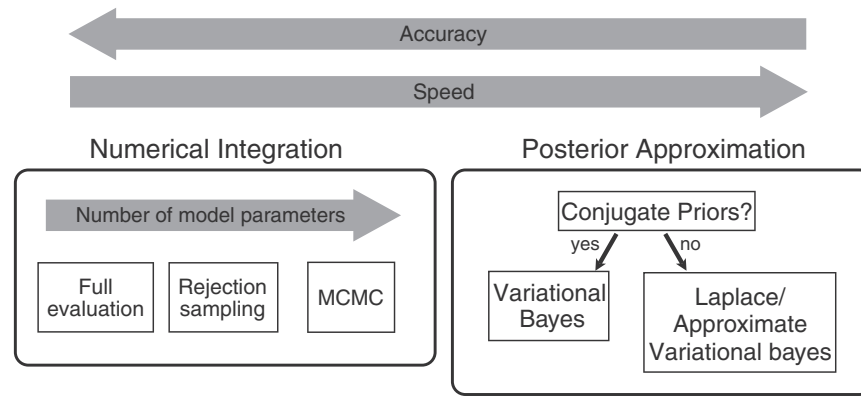 Accuracy
Speed
Numerical Integration
Number of model parameters
Full
evaluation
Rejection
sampling
MCMC
Posterior Approximation
Conjugate Priors?
yes
no
Variational
Bayes
Laplace/
Approximate
Variational bayes